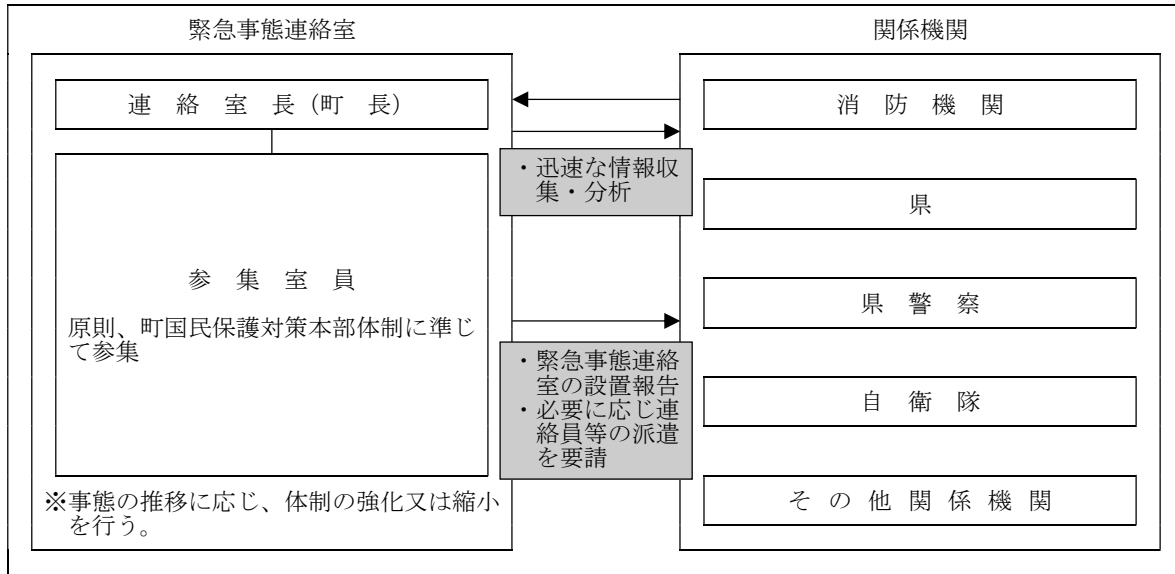 緊急事態連絡室
連絡室長（町長）
参集室員
原則、町国民保護対策本部体制に準じ
て参集
※事態の推移に応じ、体制の強化又は縮小
を行う。
・迅速な情報収
集・分析
・緊急事態連絡
室の設置報告
・必要に応じ連
絡員等の派遣
を要請
関係機関
消防機関
県
県警察
自衛隊
その他関係機関